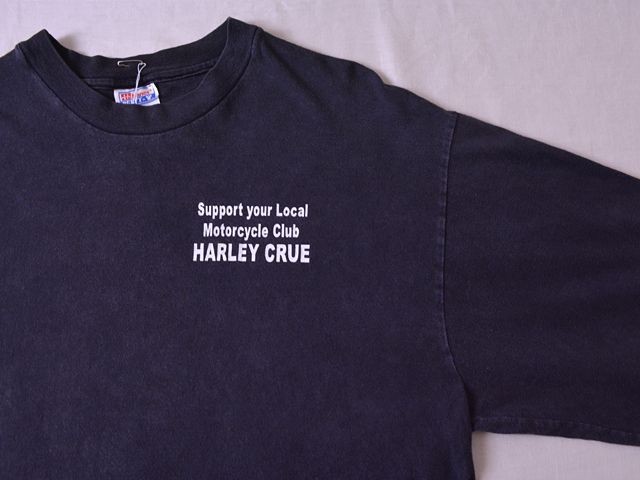 Support your Local
Motorcycle Club
HARLEY CRUE